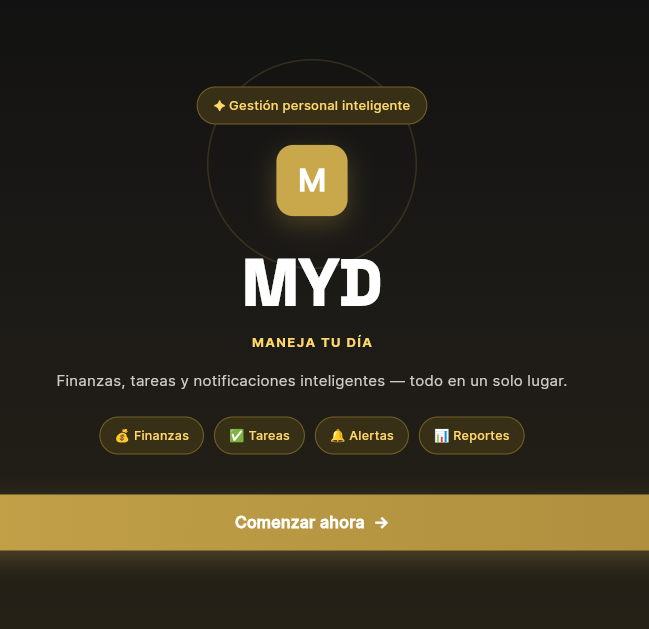 ✦ Gestión personal inteligente
M
MYD
MANEJA TU DÍA
Finanzas, tareas y notificaciones inteligentes — todo en un solo lugar.
💰 Finanzas ✅ Tareas 🔔 Alertas 📊 Reportes
Comenzar ahora →